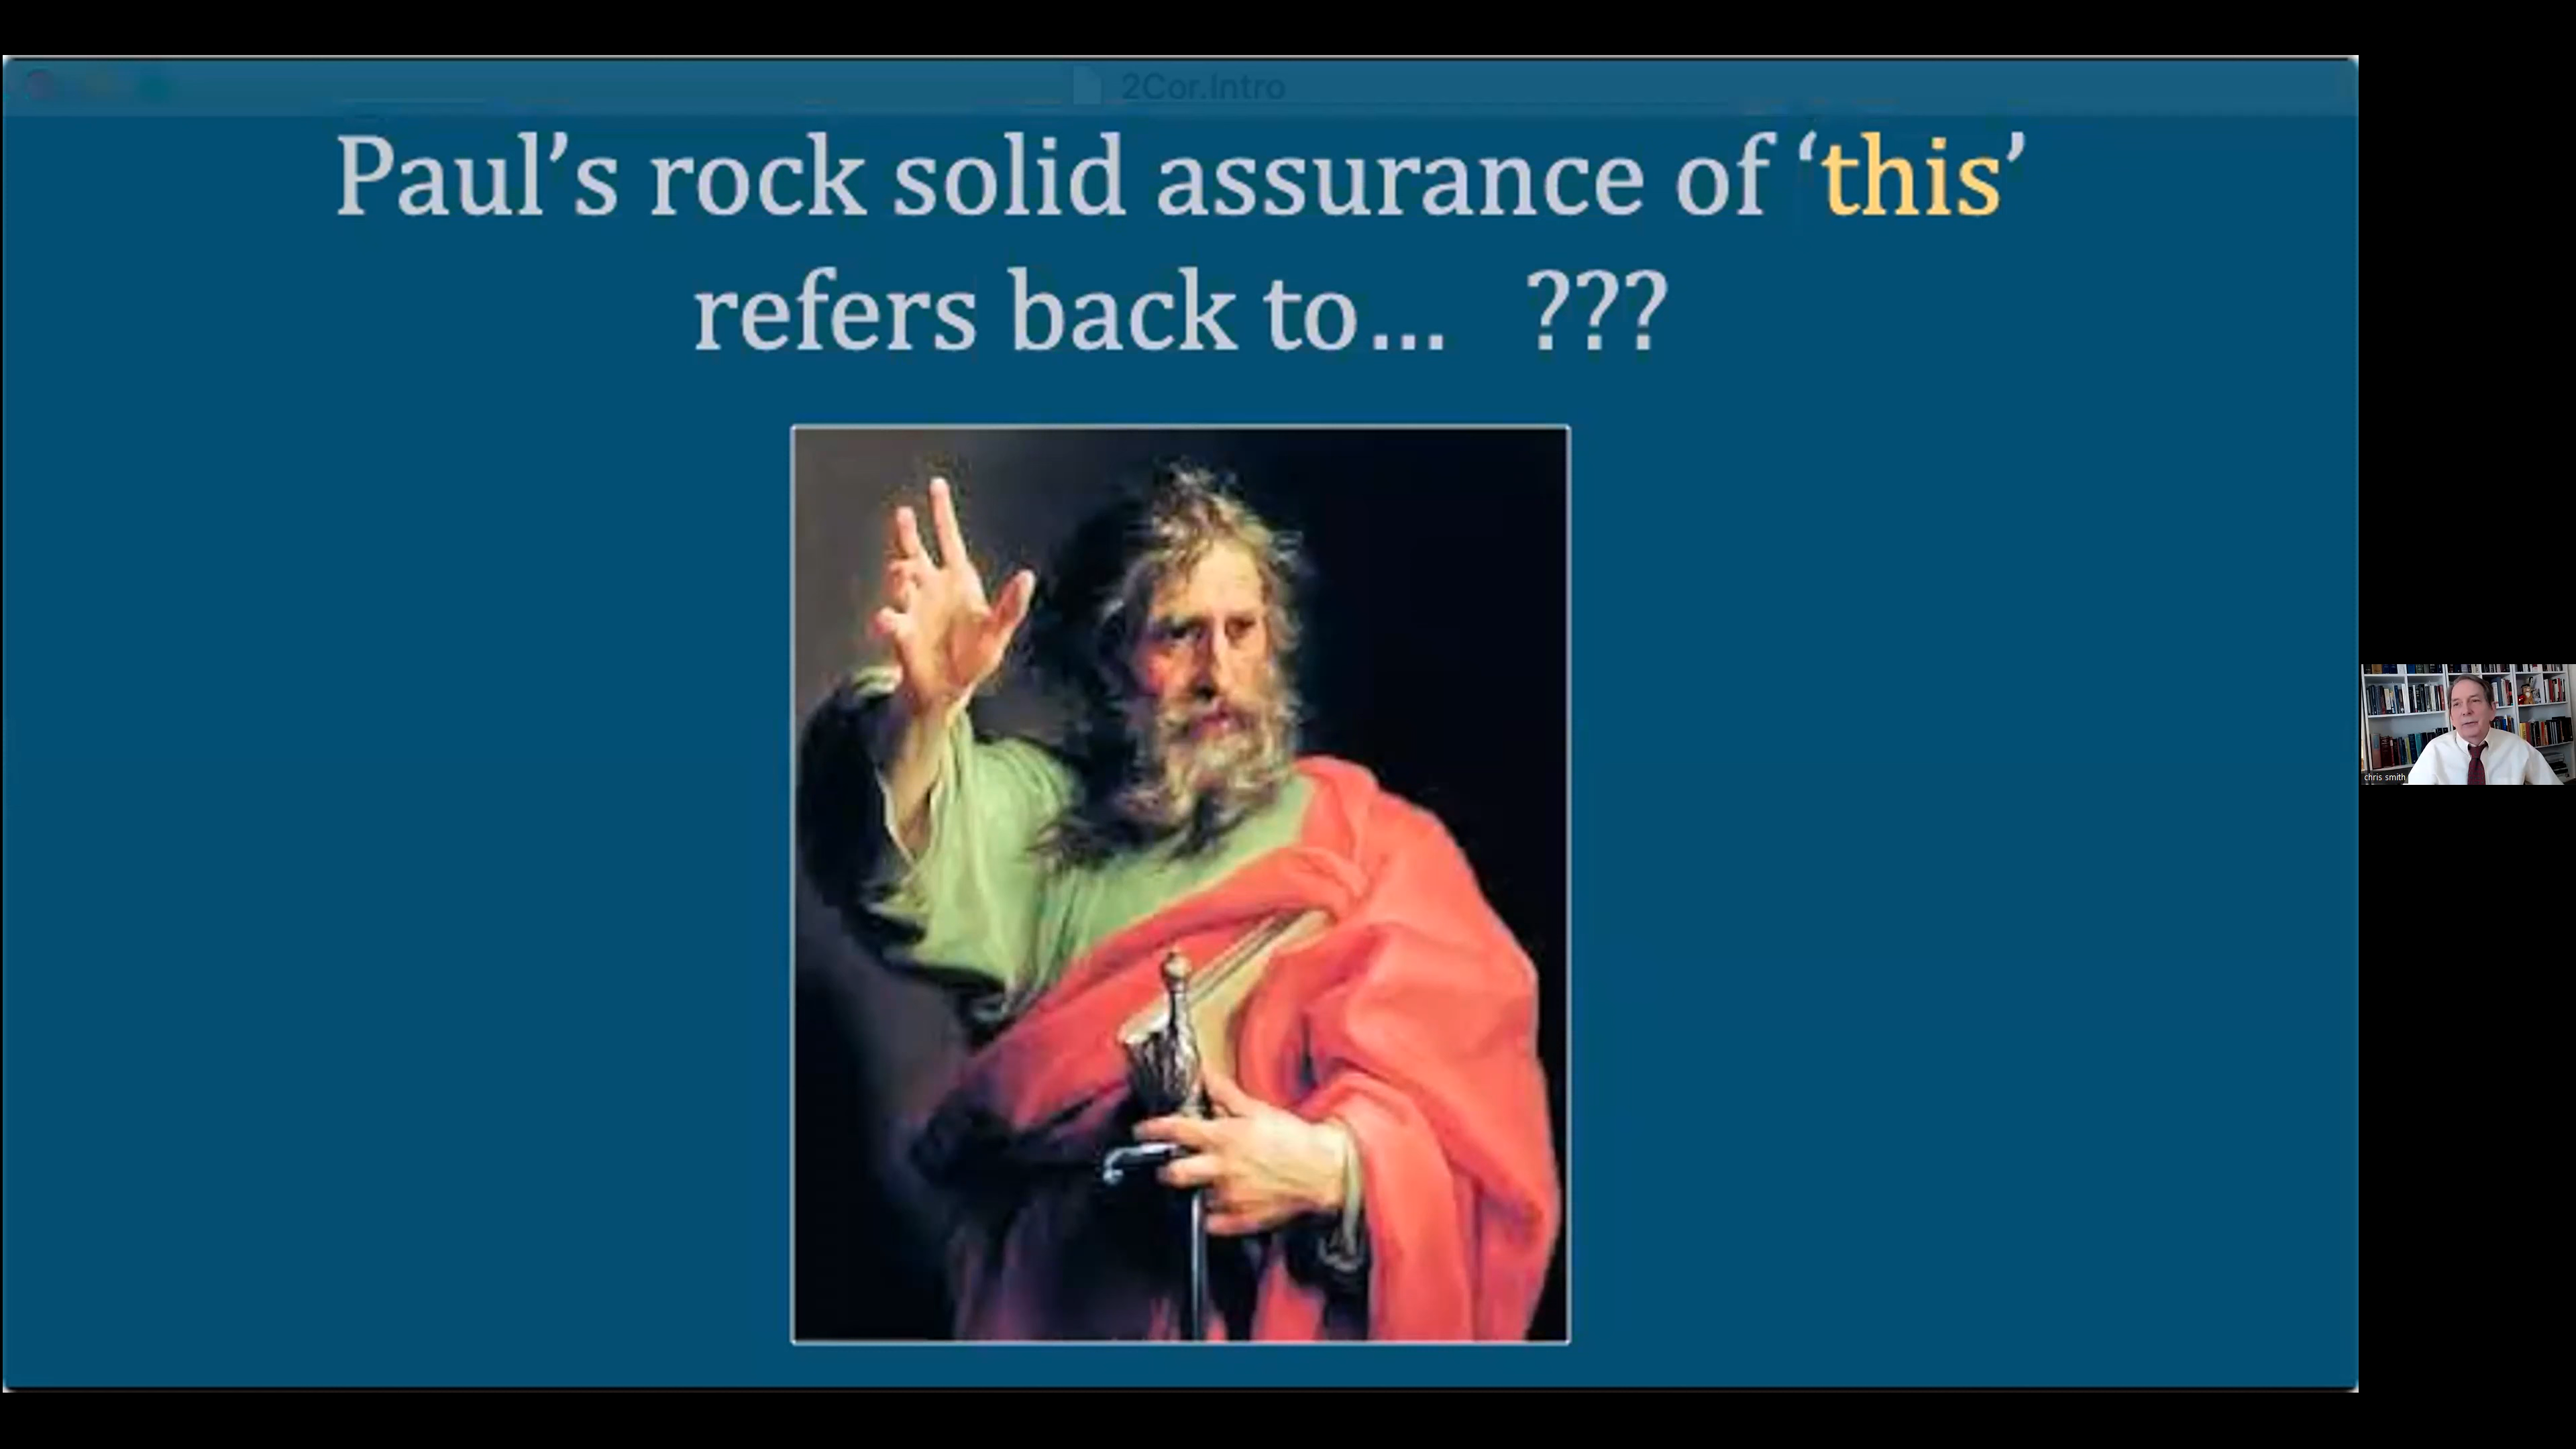 2Cor.Intro
Paul’s rock solid assurance of ‘this’
refers back to… ???
chris smith